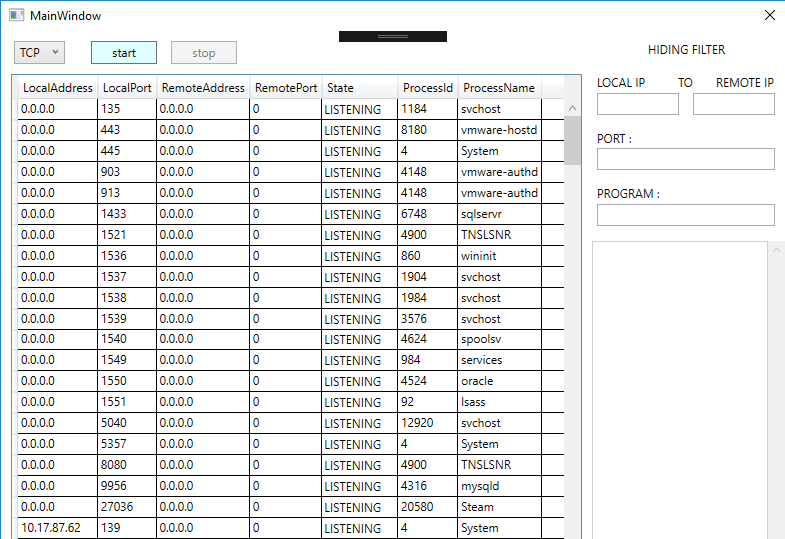 MainWindow
TCP start stop HIDING FILTER
LOCAL IP TO REMOTE IP
PORT :
PROGRAM :
LocalAddress LocalPort RemoteAddress RemotePort State ProcessId ProcessName
0.0.0.0 135 0.0.0.0 0 LISTENING 1184 svchost
0.0.0.0 443 0.0.0.0 0 LISTENING 8180 vmware-hostd
0.0.0.0 445 0.0.0.0 0 LISTENING 4 System
0.0.0.0 903 0.0.0.0 0 LISTENING 4148 vmware-authd
0.0.0.0 913 0.0.0.0 0 LISTENING 4148 vmware-authd
0.0.0.0 1433 0.0.0.0 0 LISTENING 6748 sqlservr
0.0.0.0 1521 0.0.0.0 0 LISTENING 4900 TNSLSNR
0.0.0.0 1536 0.0.0.0 0 LISTENING 860 wininit
0.0.0.0 1537 0.0.0.0 0 LISTENING 1904 svchost
0.0.0.0 1538 0.0.0.0 0 LISTENING 1984 svchost
0.0.0.0 1539 0.0.0.0 0 LISTENING 3576 svchost
0.0.0.0 1540 0.0.0.0 0 LISTENING 4624 spoolsv
0.0.0.0 1549 0.0.0.0 0 LISTENING 984 services
0.0.0.0 1550 0.0.0.0 0 LISTENING 4524 oracle
0.0.0.0 1551 0.0.0.0 0 LISTENING 92 lsass
0.0.0.0 5040 0.0.0.0 0 LISTENING 12920 svchost
0.0.0.0 5357 0.0.0.0 0 LISTENING 4 System
0.0.0.0 8080 0.0.0.0 0 LISTENING 4900 TNSLSNR
0.0.0.0 9956 0.0.0.0 0 LISTENING 4316 mysqld
0.0.0.0 27036 0.0.0.0 0 LISTENING 20580 Steam
10.17.87.62 139 0.0.0.0 0 LISTENING 4 System